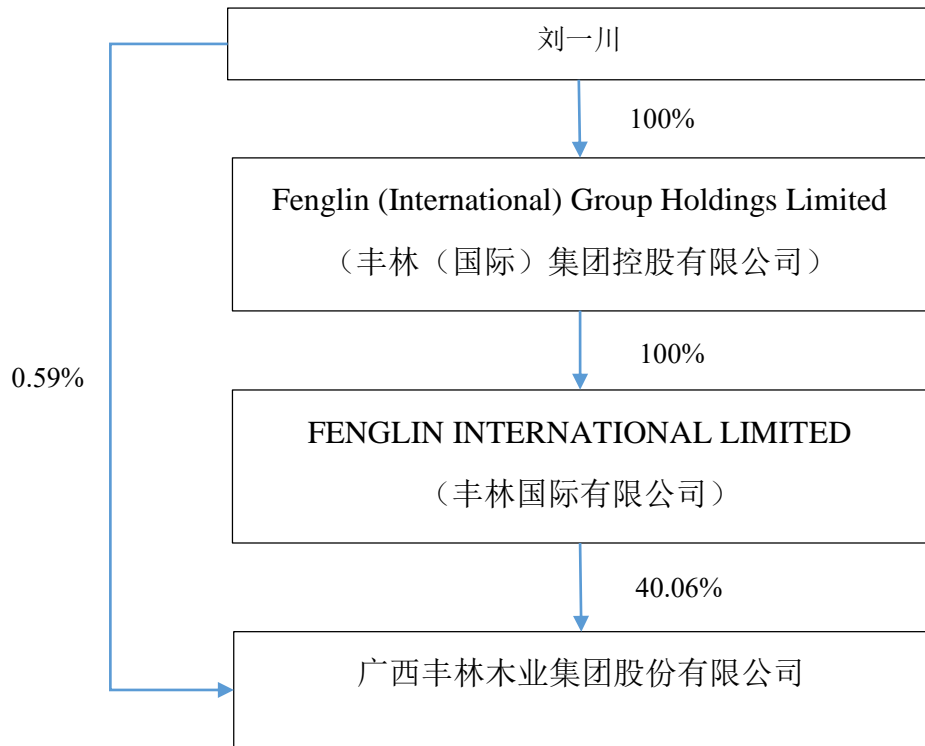 刘一川
100%
Fenglin (International) Group Holdings Limited
（丰林（国际）集团控股有限公司）
100%
0.59%
FENGLIN INTERNATIONAL LIMITED
（丰林国际有限公司）
40.06%
广西丰林木业集团股份有限公司